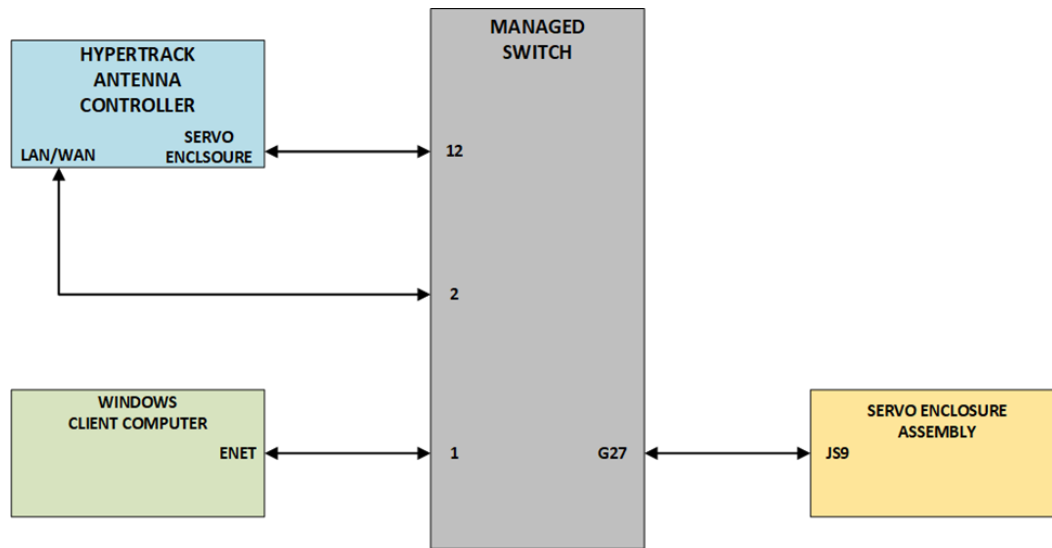 HYPERTRACK
ANTENNA
CONTROLLER
SERVO
LAN/WAN ENCLSOURE
MANAGED
SWITCH
12
2
1
G27
WINDOWS
CLIENT COMPUTER
ENET
SERVO ENCLOSURE
ASSEMBLY
JS9